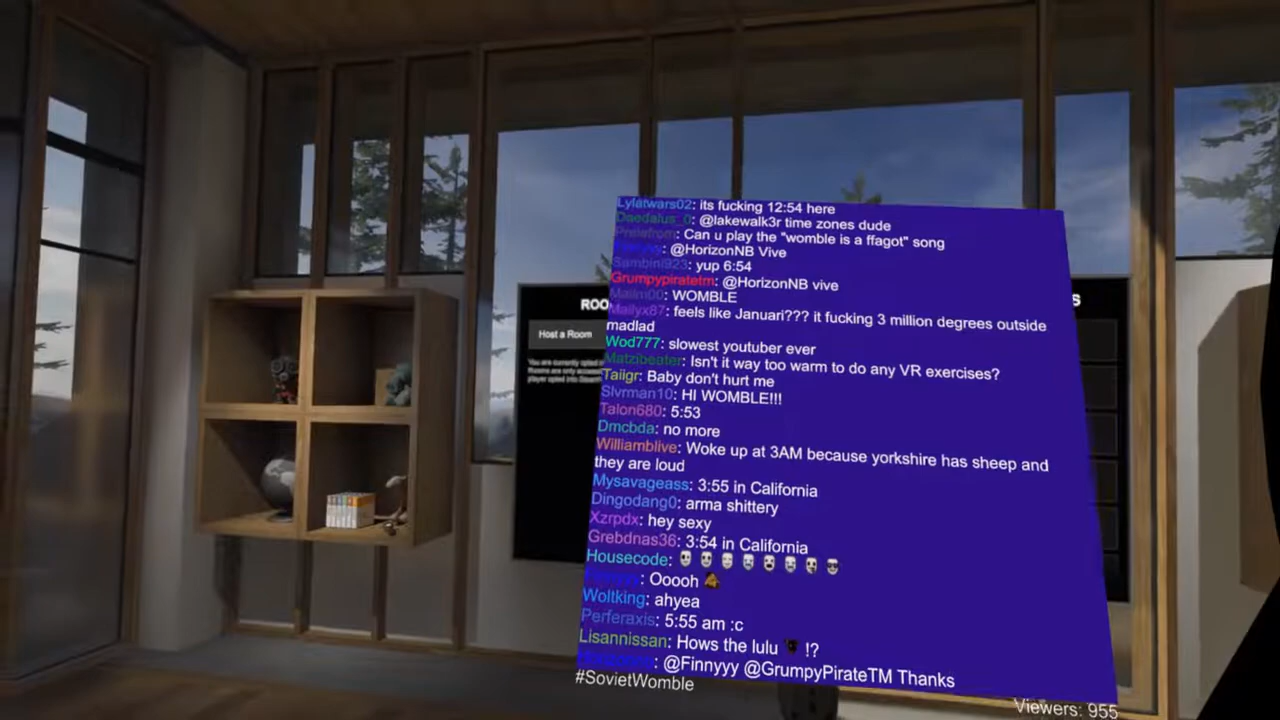 ROO
Host a Room
S
Lylatwars02: its fucking 12:54 here
Daedalus_0: @lakewalk3r time zones dude
Can u play the "womble is a ffagot" song
: @HorizonNB Vive
Sambini923: yup 6:54
Grumpypiratetm: @HorizonNB vive
: WOMBLE
Mallyx87: feels like Januari??? it fucking 3 million degrees outside
madlad
Wod777: slowest youtuber ever
Matzibeater: Isn't it way too warm to do any VR exercises?
Taiigr: Baby don't hurt me
Slvrman10: HI WOMBLE!!!
Talon680: 5:53
Dmcbda: no more
Williamblive: Woke up at 3AM because yorkshire has sheep and
they are loud
Mysavageass: 3:55 in California
Dingodang0: arma shittery
Xzrpdx: hey sexy
Grebdnas36: 3:54 in California
Housecode:
: Ooooh
Woltking: ahyea
Perferaxis: 5:55 am :c
Lisannissan: Hows the lulu !?
: @Finnyyy @GrumpyPirateTM Thanks
#SovietWomble
Viewers: 955